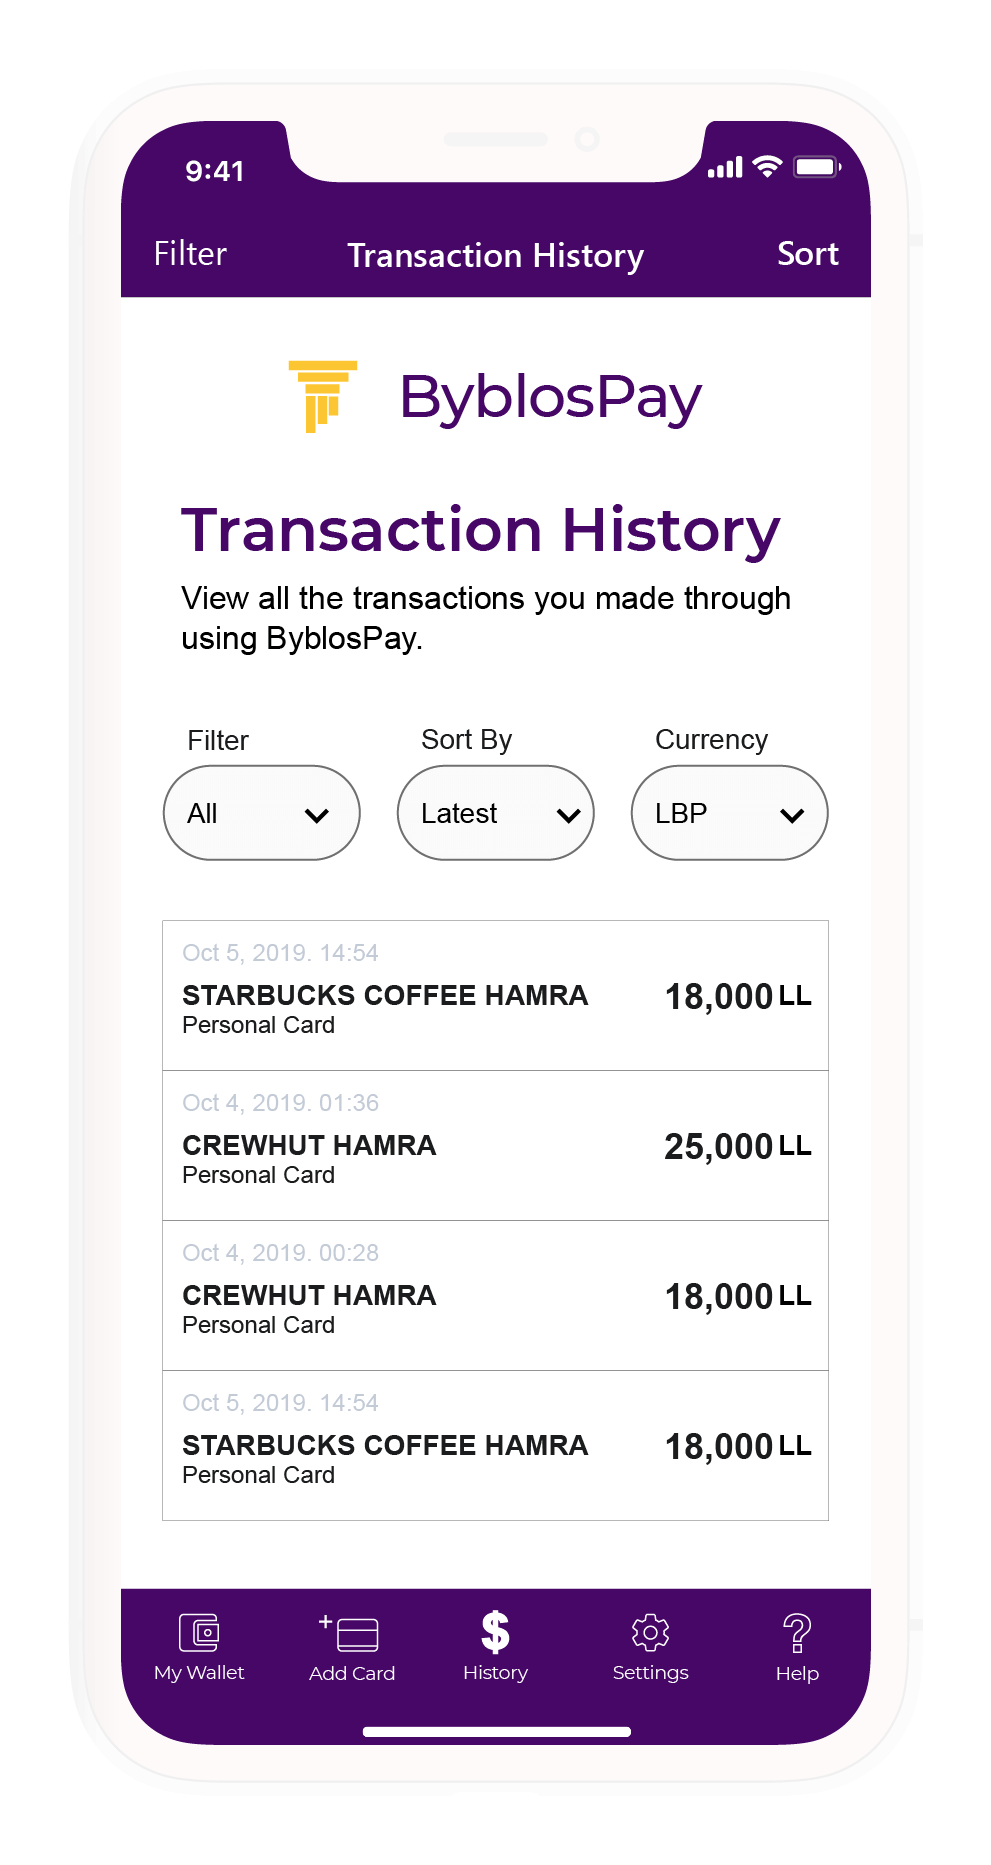 9:41
Filter Transaction History Sort
ByblosPay
Transaction History
View all the transactions you made through
using ByblosPay.
Filter Sort By Currency
All Latest LBP
Oct 5, 2019. 14:54
STARBUCKS COFFEE HAMRA 18,000 LL
Personal Card
Oct 4, 2019. 01:36
CREWHUT HAMRA 25,000 LL
Personal Card
Oct 4, 2019. 00:28
CREWHUT HAMRA 18,000 LL
Personal Card
Oct 5, 2019. 14:54
STARBUCKS COFFEE HAMRA 18,000 LL
Personal Card
My Wallet Add Card History Settings Help